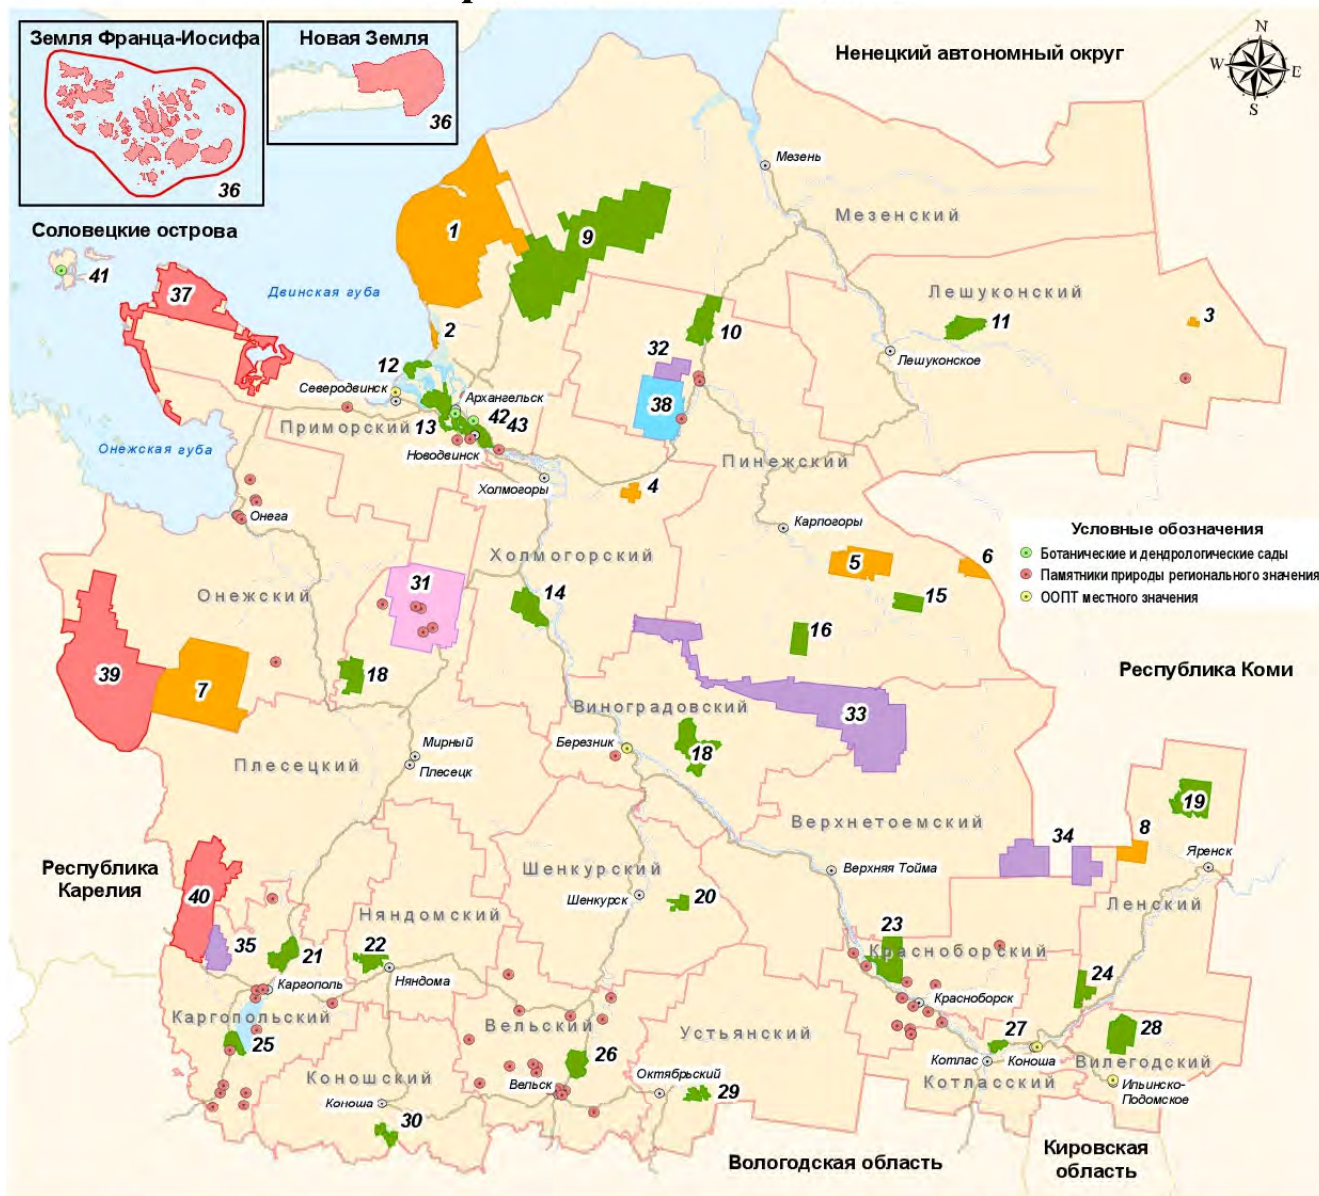 Земля Франца-Иосифа
36
Новая Земля
36
Ненецкий автономный округ
N
W
E
S
Мезень
Мезенский
Соловецкие острова
41
37
Двинская губа
1
9
2
10
Лешуконский
11
3
Лешуконское
12
32
38
Северодвинск
Архангельск
42
43
13
Приморский
Новодвинск
Онежская губа
Холмогоры
Пинежский
4
Онега
Карпогоры
Условные обозначения
Ботанические и дендрологические сады
Памятники природы регионального значения
ООПТ местного значения
Холмогорский
5
6
31
14
15
Онежский
16
39
7
18
Республика Коми
33
Виноградовский
Березник
18
Мирный
Плесецк
Плесецкий
19
Верхнетоемский
34
8
Яренск
Республика
Карелия
Шенкурский
Верхняя Тойма
40
Шенкурск
20
Ленский
Няндомский
23
35
21
22
Красноборский
Каргополь
Няндома
24
Красноборск
Каргопольский
Вельский
Устьянский
25
26
27
28
Котлас
Коношa
Вилегодский
Коношский
Вельск
Октябрьский
29
Котласский
Ильинско-
Подомское
Коноша
30
Вологодская область
Кировская
область